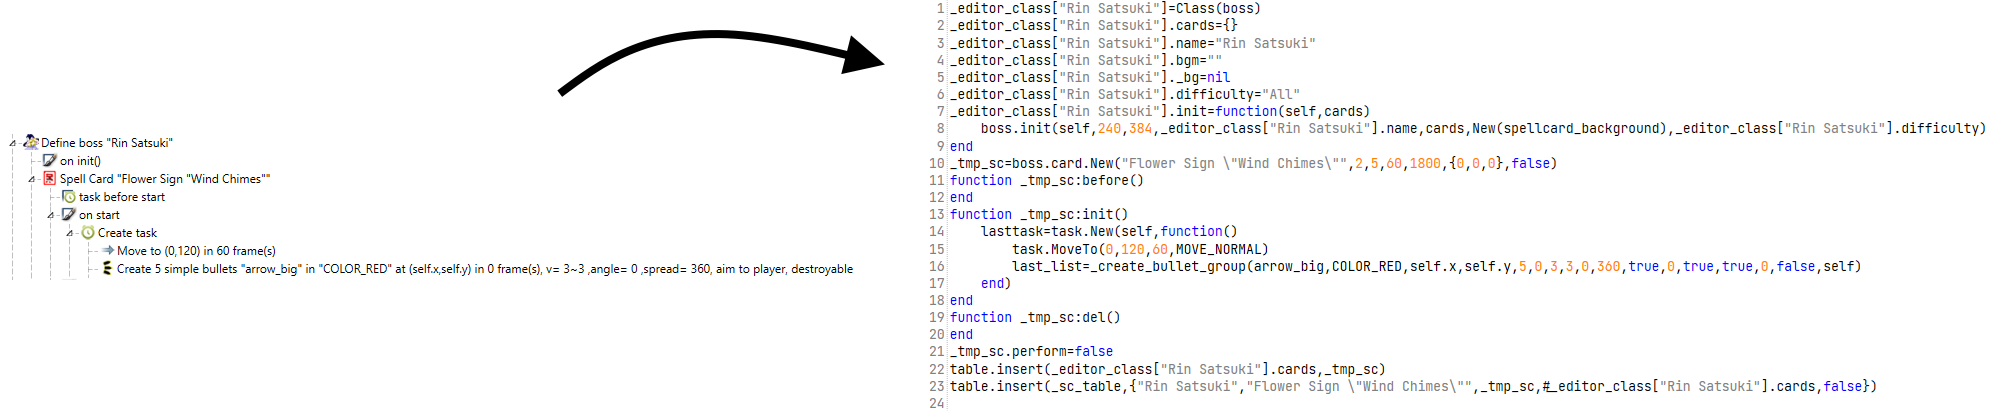 Define boss "Rin Satsuki"
on init()
Spell Card "Flower Sign "Wind Chimes""
task before start
on start
Create task
Move to (0,120) in 60 frame(s)
Create 5 simple bullets "arrow_big" in "COLOR_RED" at (self.x,self.y) in 0 frame(s), v= 3~3 ,angle= 0 ,spread= 360, aim to player, destroyable
1 _editor_class["Rin Satsuki"]=Class(boss)
2 _editor_class["Rin Satsuki"].cards={}
3 _editor_class["Rin Satsuki"].name="Rin Satsuki"
4 _editor_class["Rin Satsuki"].bgm=""
5 _editor_class["Rin Satsuki"]._bg=nil
6 _editor_class["Rin Satsuki"].difficulty="All"
7 _editor_class["Rin Satsuki"].init=function(self,cards)
8     boss.init(self,240,384,_editor_class["Rin Satsuki"].name,cards,New(spellcard_background),_editor_class["Rin Satsuki"].difficulty)
9 end
10 _tmp_sc=boss.card.New("Flower Sign \"Wind Chimes\"",2,5,60,1800,{0,0,0},false)
11 function _tmp_sc:before()
12 end
13 function _tmp_sc:init()
14     lasttask=task.New(self,function()
15         task.MoveTo(0,120,60,MOVE_NORMAL)
16         last_list=_create_bullet_group(arrow_big,COLOR_RED,self.x,self.y,5,0,3,3,0,360,true,0,true,true,0,false,self)
17     end)
18 end
19 function _tmp_sc:del()
20 end
21 _tmp_sc.perform=false
22 table.insert(_editor_class["Rin Satsuki"].cards,_tmp_sc)
23 table.insert(_sc_table,{"Rin Satsuki","Flower Sign \"Wind Chimes\"",_tmp_sc,#_editor_class["Rin Satsuki"].cards,false})
24